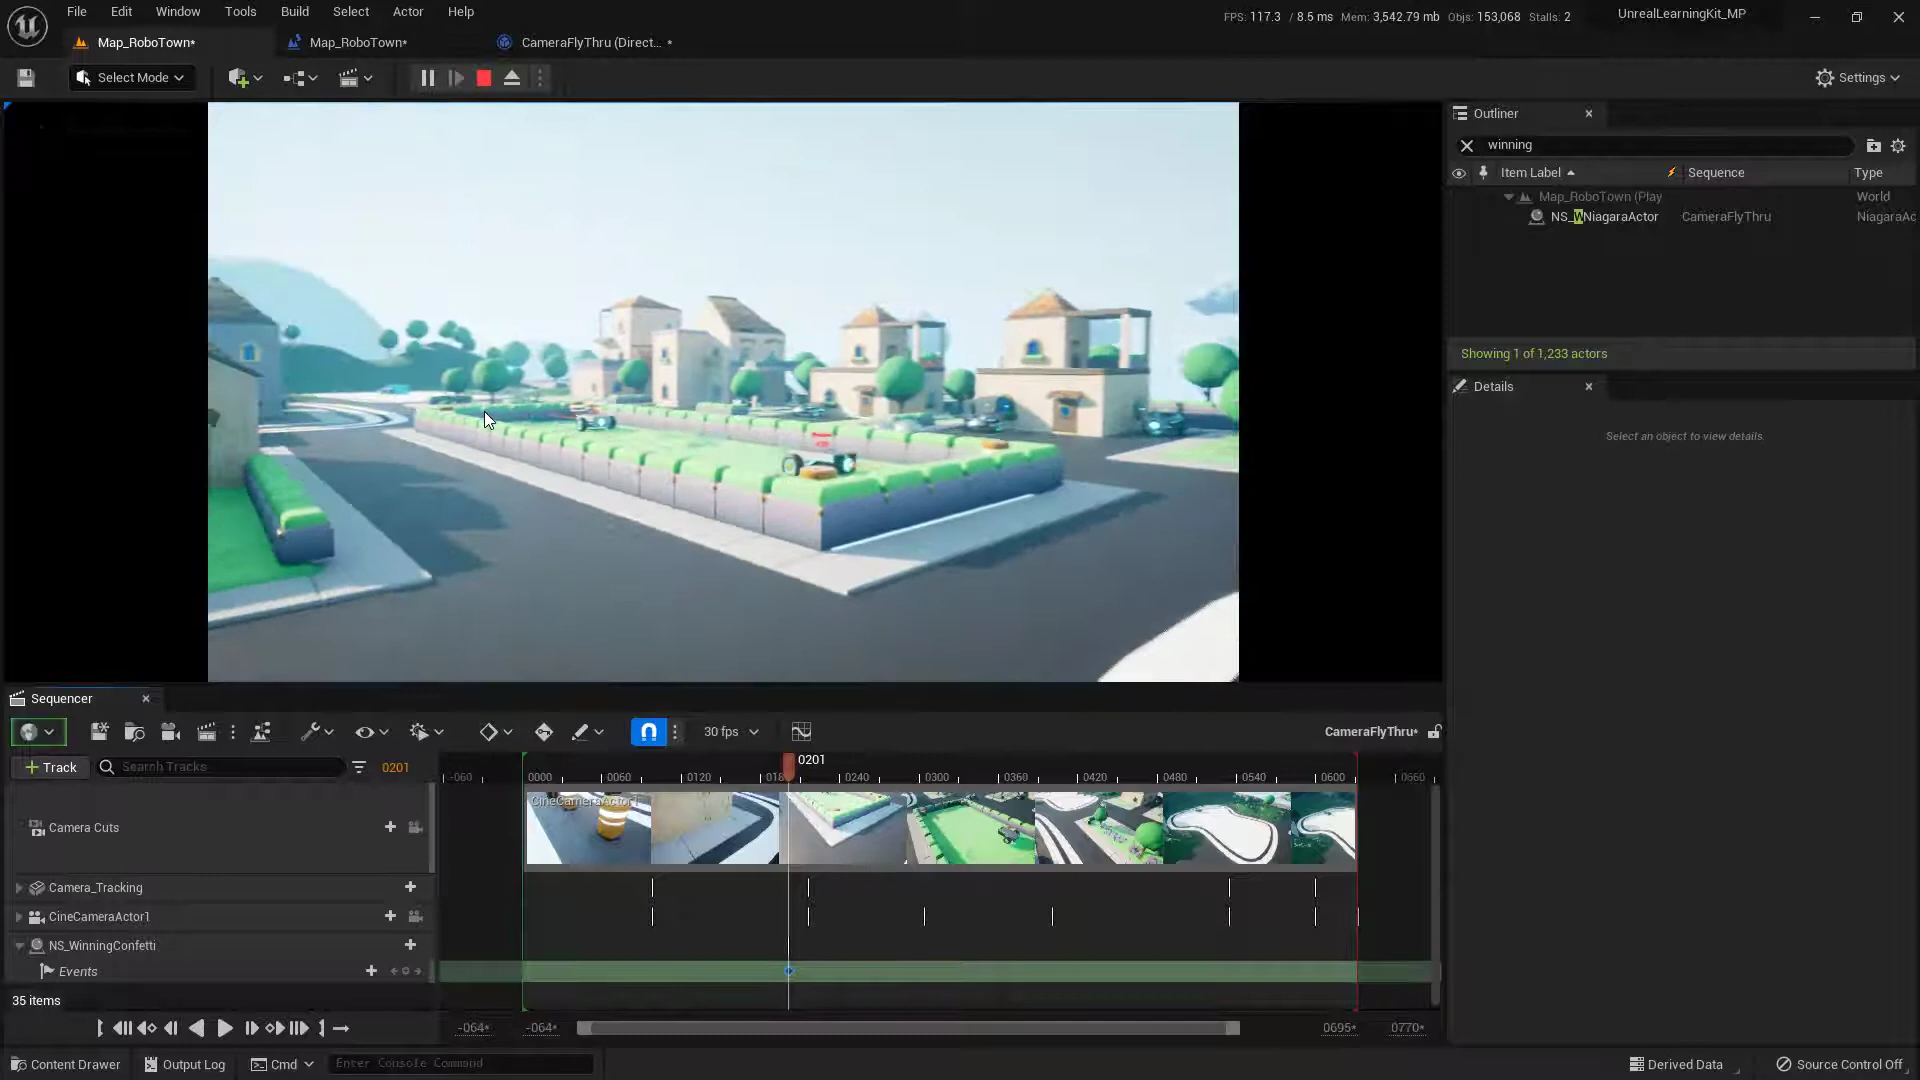 File Edit Window Tools Build Select Actor Help
FPS: 117.3 / 8.5 ms Mem: 3,542.79 mb Objs: 153,068 Stalls: 2
UnrealLearningKit_MP
Map_RoboTown*
Map_RoboTown*
CameraFlyThru (Direct... *
Select Mode
Settings
Outliner
winning
Item Label Sequence Type
Map_RoboTown (Play World
NS_WNiagaraActor CameraFlyThru NiagaraAc
Showing 1 of 1,233 actors
Details
Select an object to view details.
Sequencer
30 fps
CameraFlyThru*
+ Track
Search Tracks
0201
0201
-060 0000 0060 0120 018 0240 0300 0360 0420 0480 0540 0600 0660
CineCameraActor1
Camera Cuts
Camera_Tracking
CineCameraActor1
NS_WinningConfetti
Events
35 items
-064* -064* 0695* 0770*
Content Drawer
Output Log
Cmd
Enter Console Command
Derived Data
Source Control Off